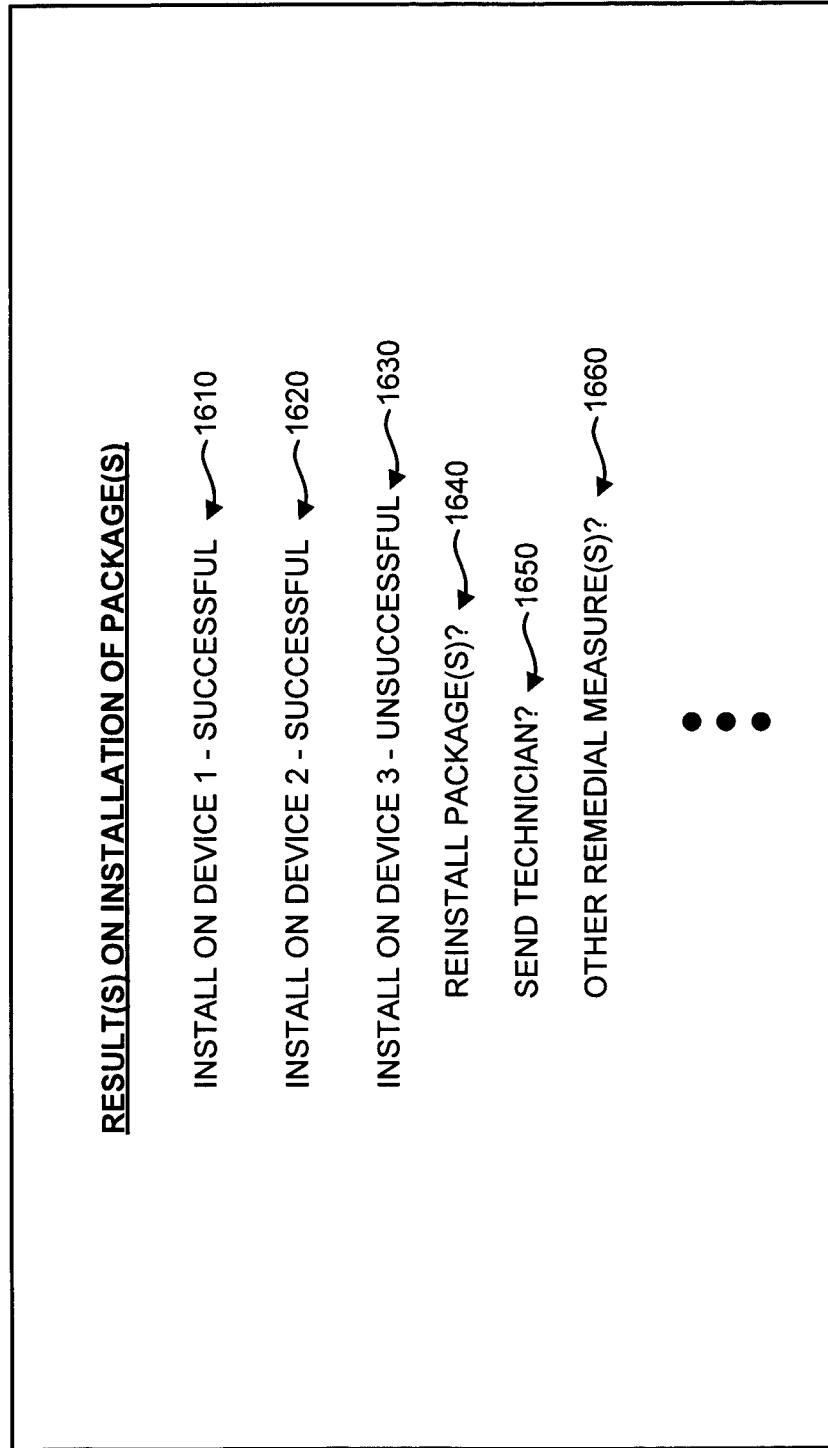 RESULT(S) ON INSTALLATION OF PACKAGE(S)
INSTALL ON DEVICE 1 - SUCCESSFUL 1610
INSTALL ON DEVICE 2 - SUCCESSFUL 1620
INSTALL ON DEVICE 3 - UNSUCCESSFUL 1630
REINSTALL PACKAGE(S)? 1640
SEND TECHNICIAN? 1650
OTHER REMEDIAL MEASURE(S)? 1660